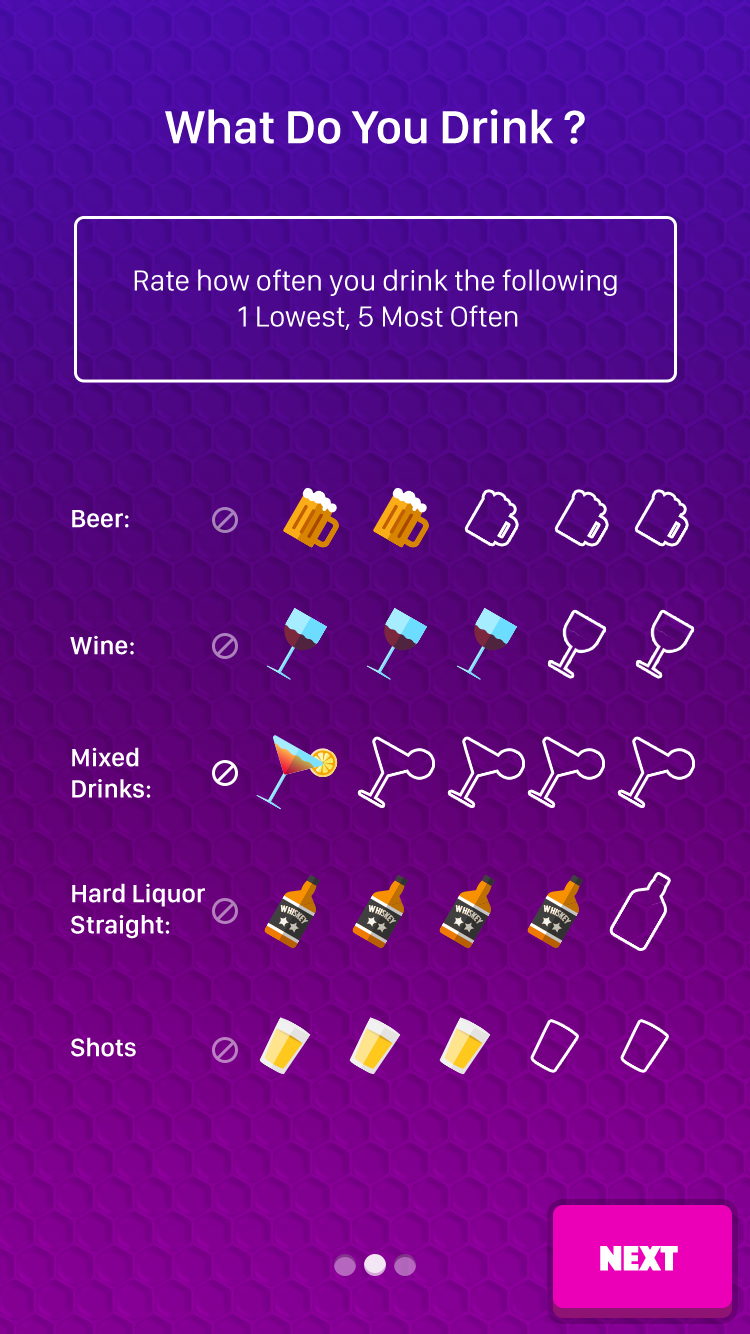 What Do You Drink ?
Rate how often you drink the following
1 Lowest, 5 Most Often
Beer:
Wine:
Mixed
Drinks:
Hard Liquor
Straight:
WHISKEY
WHISKEY
WHISKEY
WHISKEY
Shots
NEXT